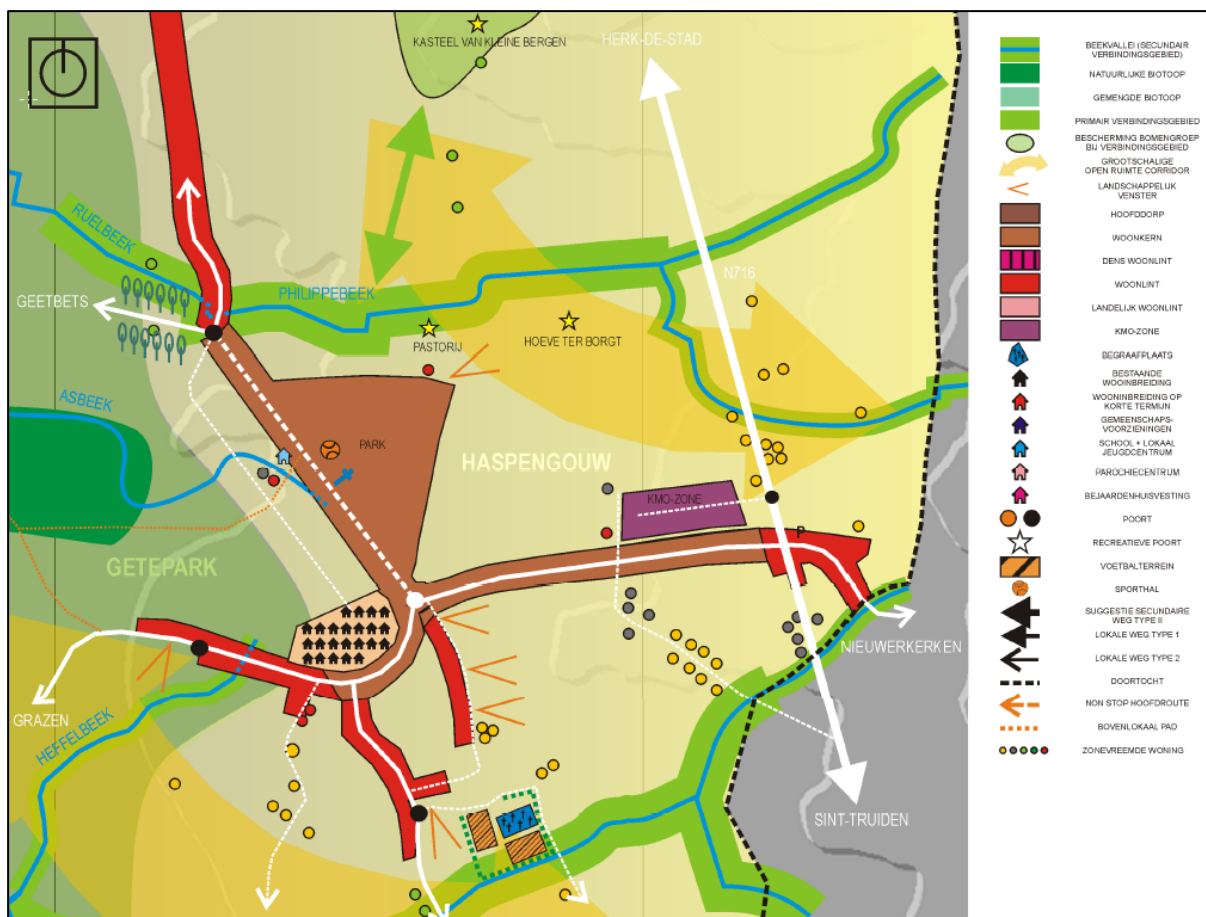 KASTEEL VAN KLEINE BERGEN
HERK-DE-STAD
RUELBEEK
GEETBETS
PHILIPPEBEEK
N716
PASTORIJ
HOEVE TER BORGT
ASBEEK
PARK
HASPENGOUW
KMO-ZONE
P
GETEPARK
NIEUWERKERKEN
GRAZEN
HEFFELBEEK
SINT-TRUIDEN
BEEKVALLEI (SECUNDAIR
VERBINDINGSGEBIED)
NATUURLIJKE BIOTOOP
GEMENGDE BIOTOOP
PRIMAIR VERBINDINGSGEBIED
BESCHERMING BOMENGROEP
BIJ VERBINDINGSGEBIED
GROOTSCHALIGE
OPEN RUIMTE CORRIDOR
LANDSCHAPPELIJK
VENSTER
HOOFDDORP
WOONKERN
DENS WOONLINT
WOONLINT
LANDELIJK WOONLINT
KMO-ZONE
BEGRAAFPLAATS
BESTAANDE
WOONINBREIDING
WOONINBREIDING OP
KORTE TERMIJN
GEMEENSCHAPS-
VOORZIENINGEN
SCHOOL + LOKAAL
JEUGDCENTRUM
PAROCHIECENTRUM
BEJAARDENHUISVESTING
POORT
RECREATIEVE POORT
VOETBALTERREIN
SPORTHAL
SUGGESTIE SECUNDAIRE
WEG TYPE II
LOKALE WEG TYPE 1
LOKALE WEG TYPE 2
DOORTOCHT
NON STOP HOOFDROUTE
BOVENLOKAAL PAD
ZONEVREEMDE WONING